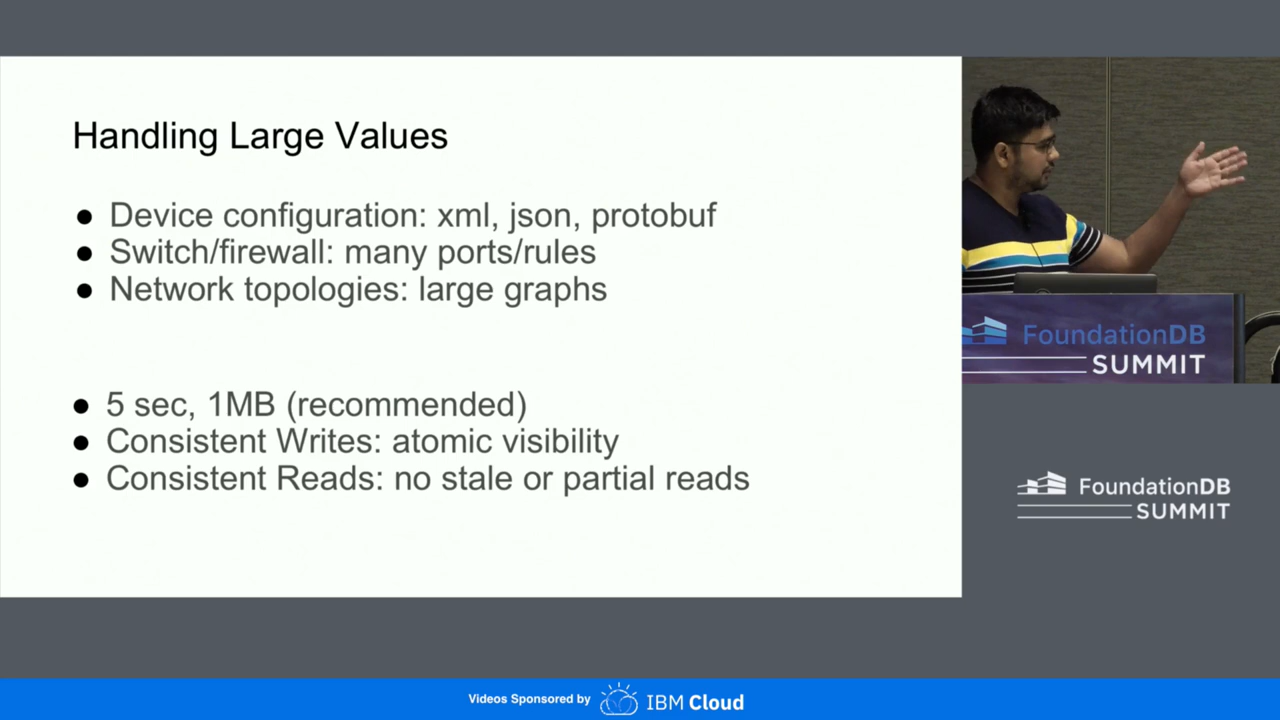 Handling Large Values
● Device configuration: xml, json, protobuf
● Switch/firewall: many ports/rules
● Network topologies: large graphs
● 5 sec, 1MB (recommended)
● Consistent Writes: atomic visibility
● Consistent Reads: no stale or partial reads
FoundationDB
SUMMIT
FoundationDB
SUMMIT
Videos Sponsored by IBM Cloud